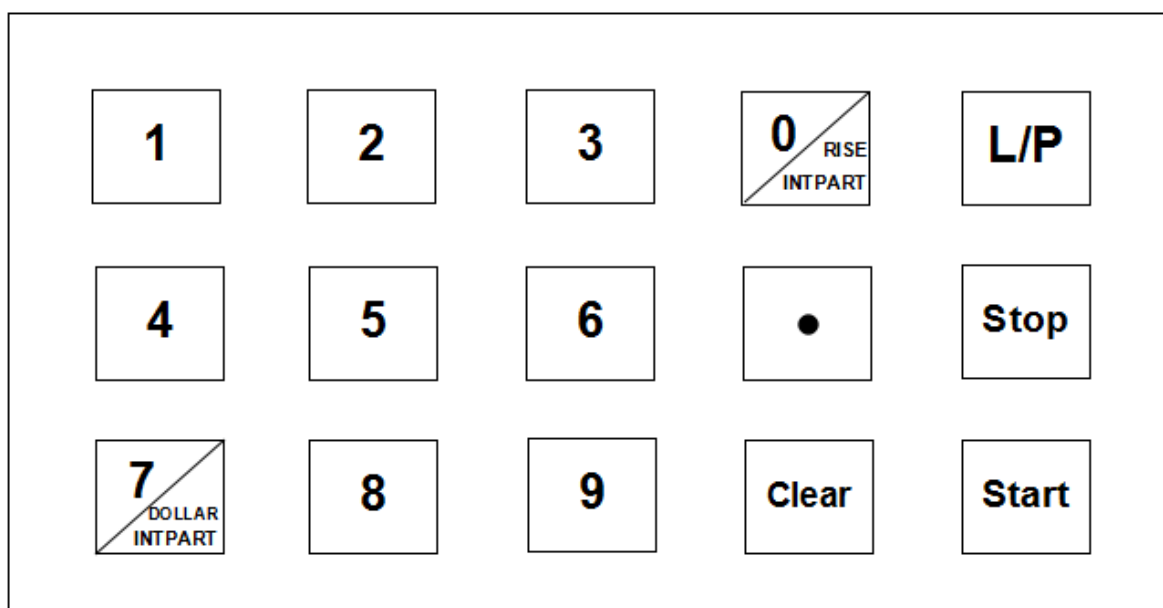 1 2 3 0 L/P
RISE
INTPART
4 5 6 • Stop
7 8 9 Clear Start
DOLLAR
INTPART